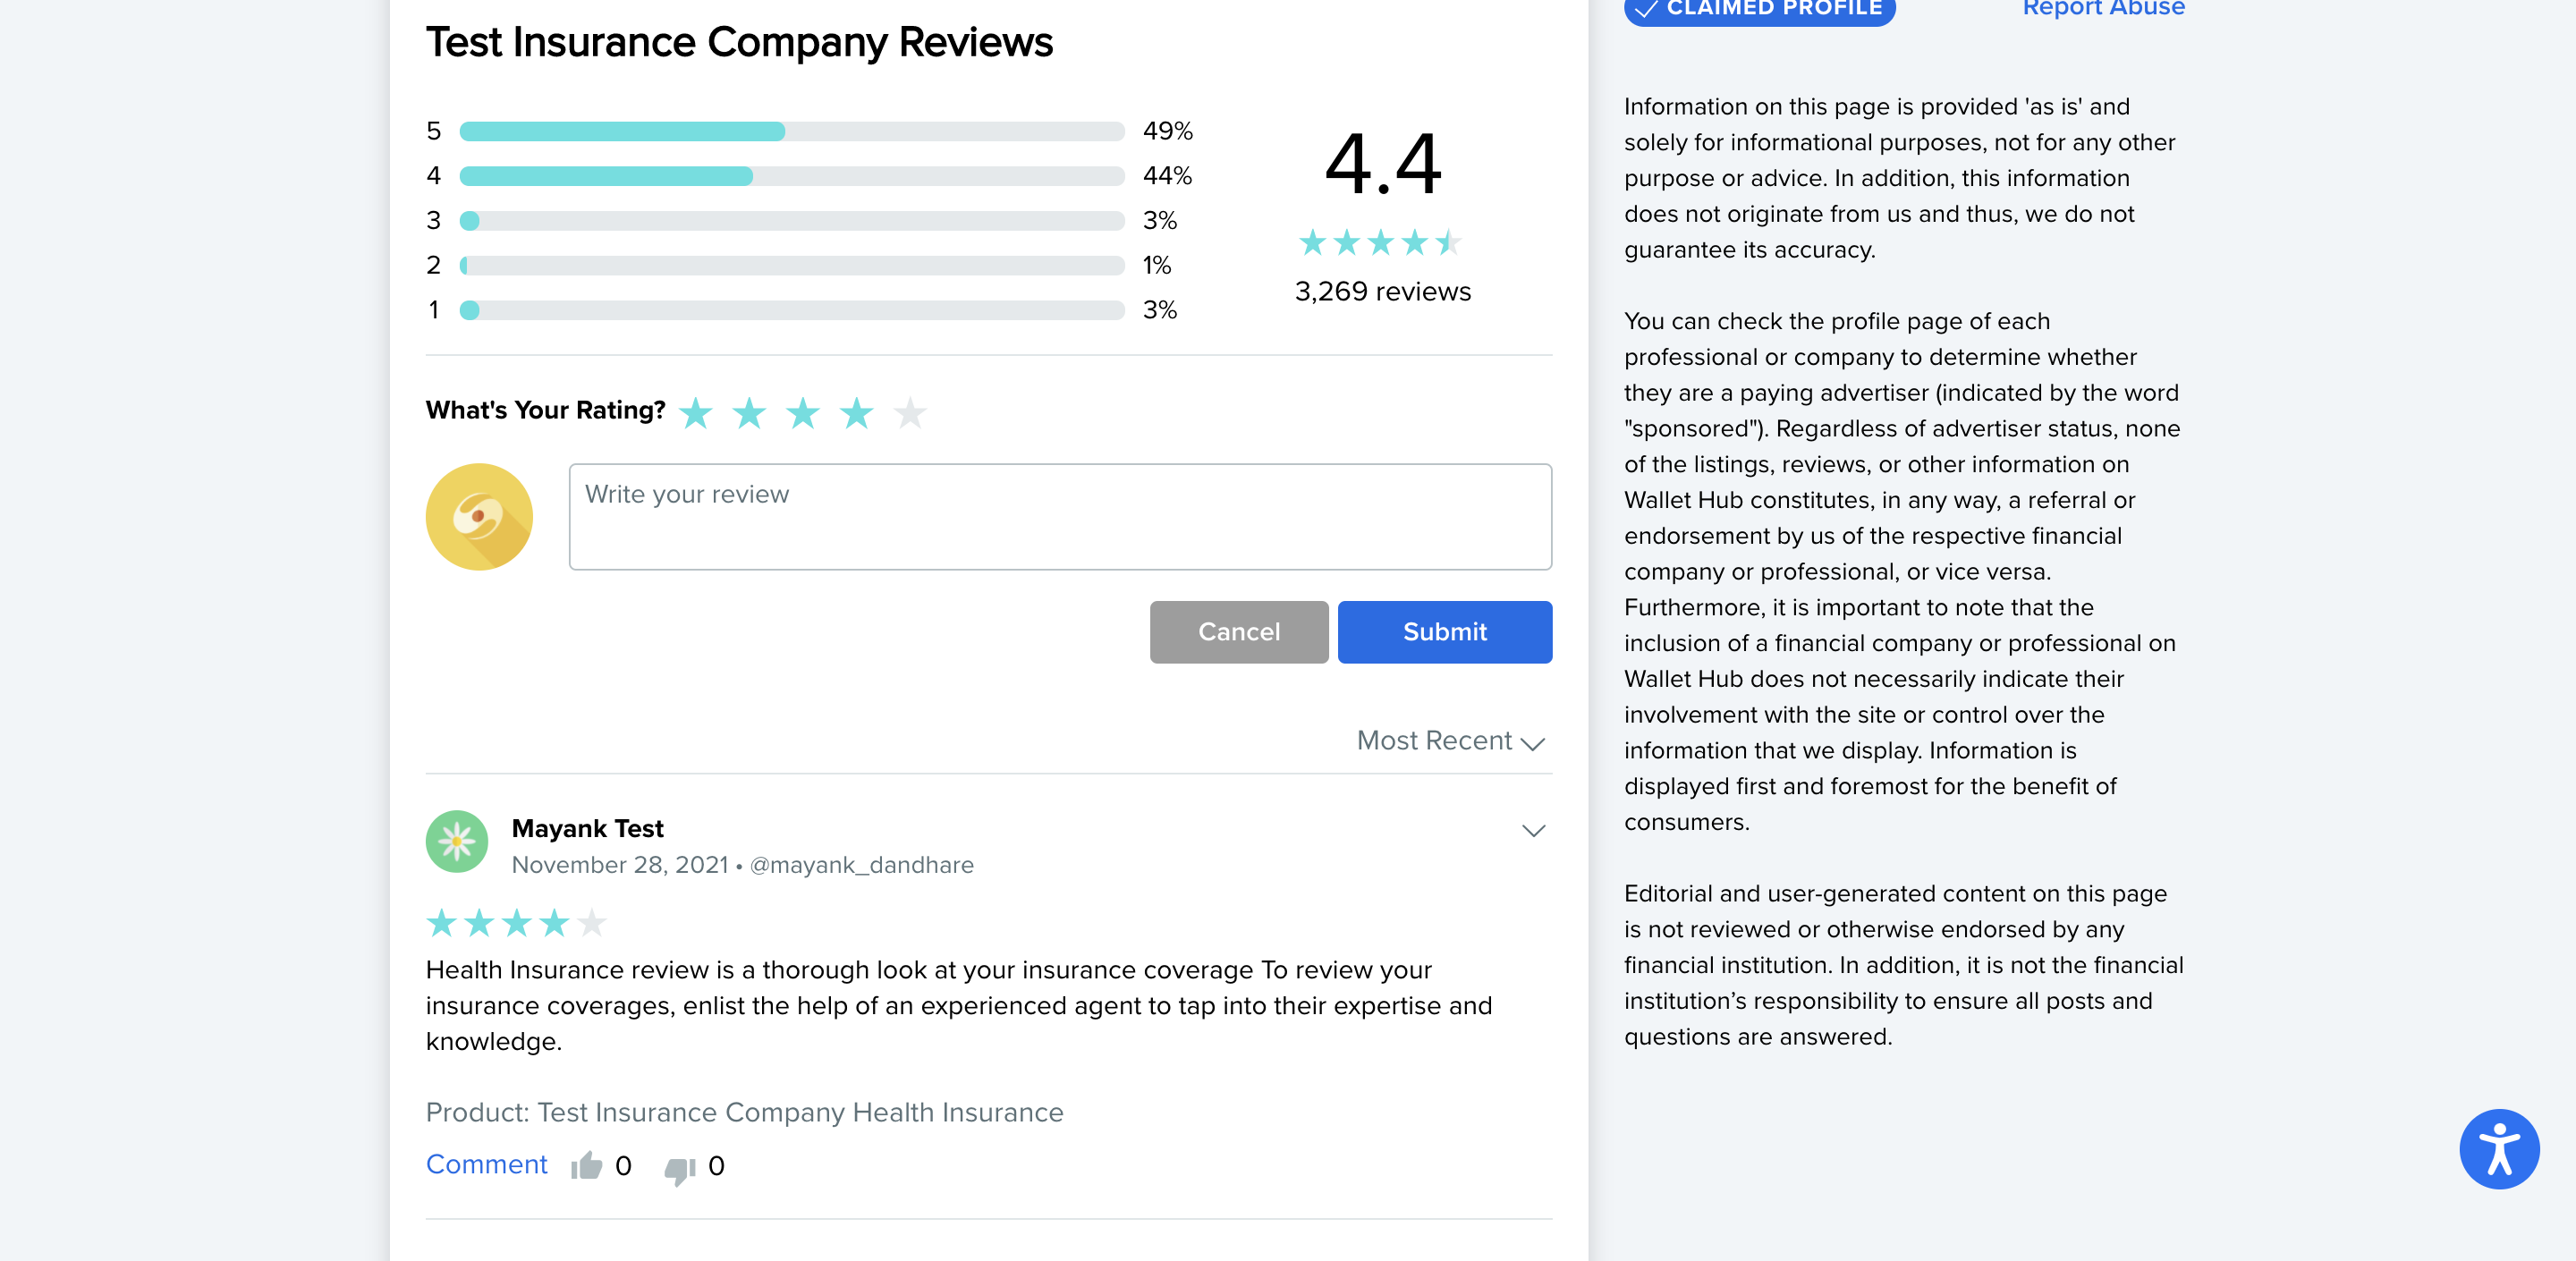 Test Insurance Company Reviews
5 49%
4 44%
3 3%
2 1%
1 3%
4.4
3,269 reviews
What's Your Rating?
Write your review
Cancel Submit
Most Recent
Mayank Test
November 28, 2021 • @mayank_dandhare
Health Insurance review is a thorough look at your insurance coverage To review your
insurance coverages, enlist the help of an experienced agent to tap into their expertise and
knowledge.
Product: Test Insurance Company Health Insurance
Comment 0 0
CLAIMED PROFILE Report Abuse
Information on this page is provided 'as is' and
solely for informational purposes, not for any other
purpose or advice. In addition, this information
does not originate from us and thus, we do not
guarantee its accuracy.
You can check the profile page of each
professional or company to determine whether
they are a paying advertiser (indicated by the word
"sponsored"). Regardless of advertiser status, none
of the listings, reviews, or other information on
Wallet Hub constitutes, in any way, a referral or
endorsement by us of the respective financial
company or professional, or vice versa.
Furthermore, it is important to note that the
inclusion of a financial company or professional on
Wallet Hub does not necessarily indicate their
involvement with the site or control over the
information that we display. Information is
displayed first and foremost for the benefit of
consumers.
Editorial and user-generated content on this page
is not reviewed or otherwise endorsed by any
financial institution. In addition, it is not the financial
institution’s responsibility to ensure all posts and
questions are answered.